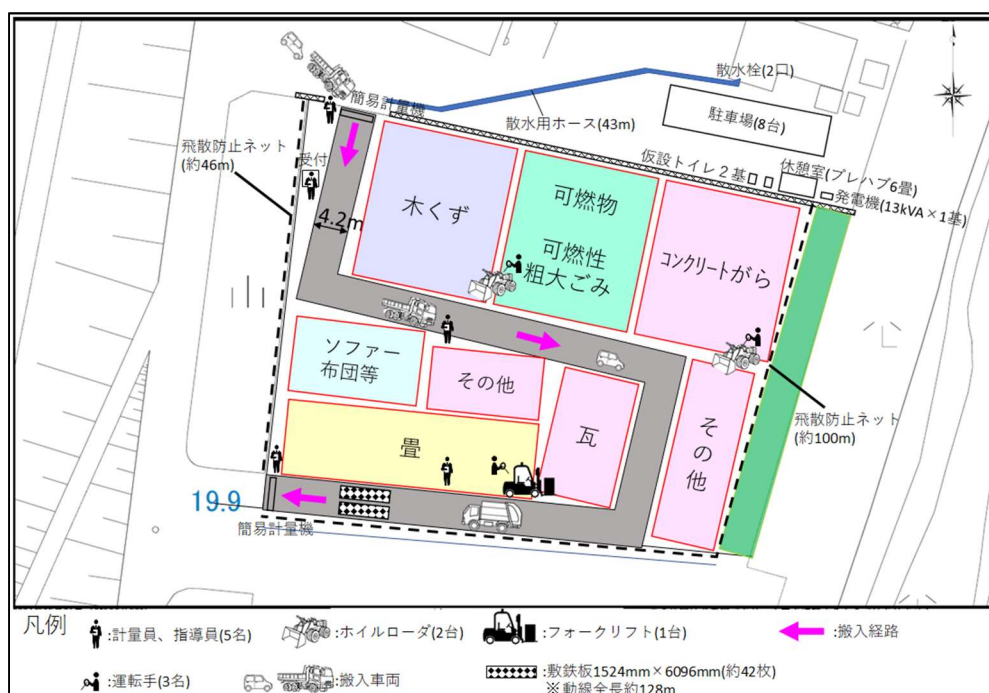 散水栓(2口)
簡易計量機
駐車場(8台)
散水用ホース(43m)
飛散防止ネット
(約46m)
受付
仮設トイレ２基
休憩室(プレハブ6畳)
発電機(13kVA×1基)
4.2m
木くず
可燃物
可燃性
粗大ごみ
コンクリートがら
ソファー
布団等
その他
瓦
その他
飛散防止ネット
(約100m)
畳
19.9
簡易計量機
凡例
:計量員、指導員(5名)
:ホイルローダ(2台)
:フォークリフト(1台)
:搬入経路
:運転手(3名)
:搬入車両
:敷鉄板1524mm×6096mm(約42枚)
※動線全長約128m